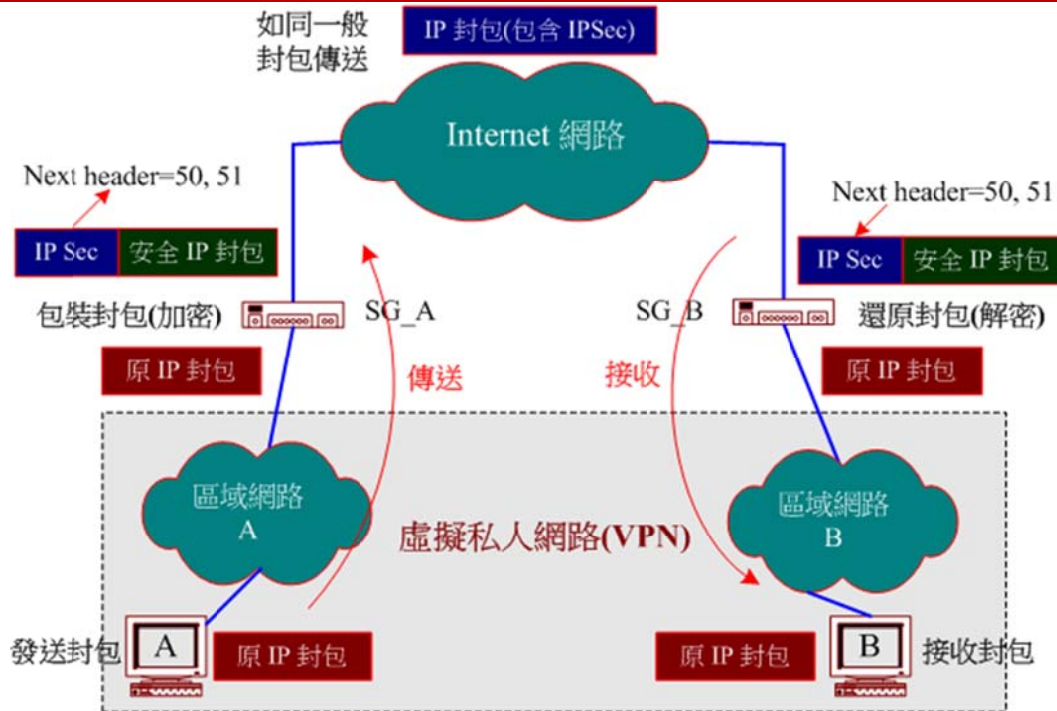 如同一般
封包傳送
IP 封包(包含 IPSec)
Internet 網路
Next header=50, 51
Next header=50, 51
IP Sec
安全 IP 封包
IP Sec
安全 IP 封包
包裝封包(加密)
SG_A
SG_B
還原封包(解密)
原 IP 封包
傳送
接收
原 IP 封包
區域網路
A
區域網路
B
虛擬私人網路(VPN)
發送封包
A
原 IP 封包
原 IP 封包
B
接收封包